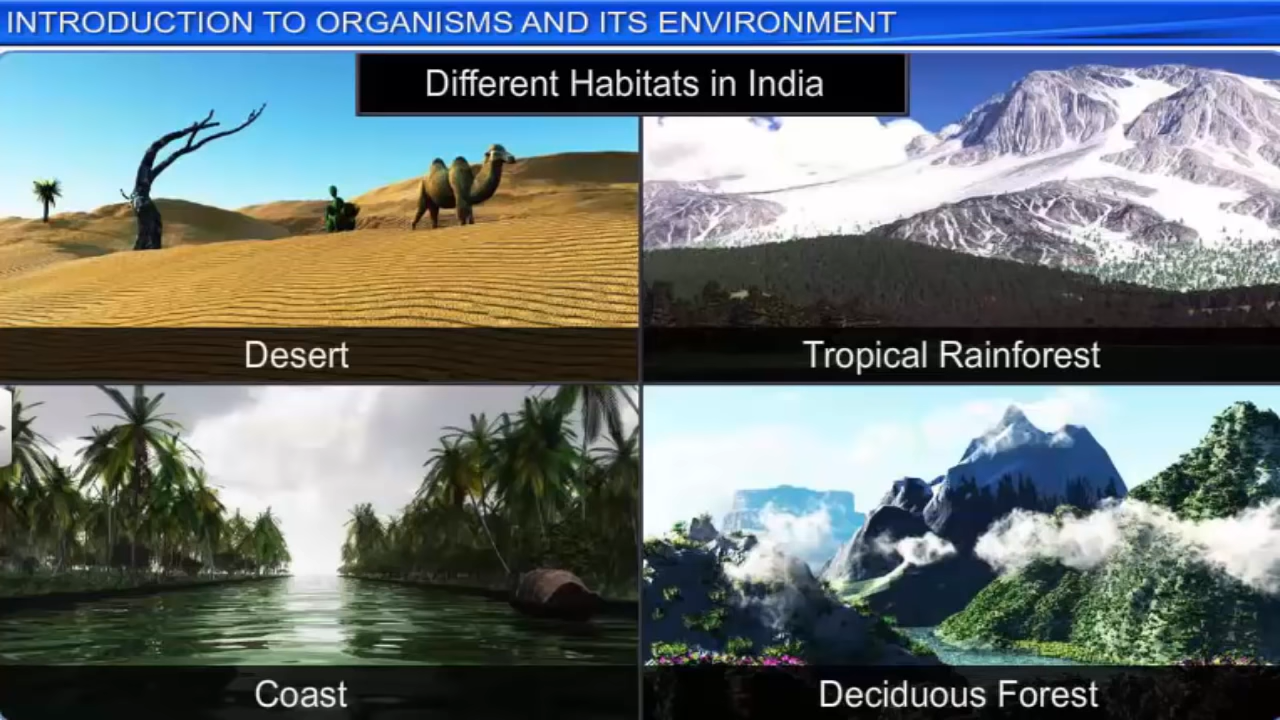 INTRODUCTION TO ORGANISMS AND ITS ENVIRONMENT
Different Habitats in India
Desert
Tropical Rainforest
Coast
Deciduous Forest